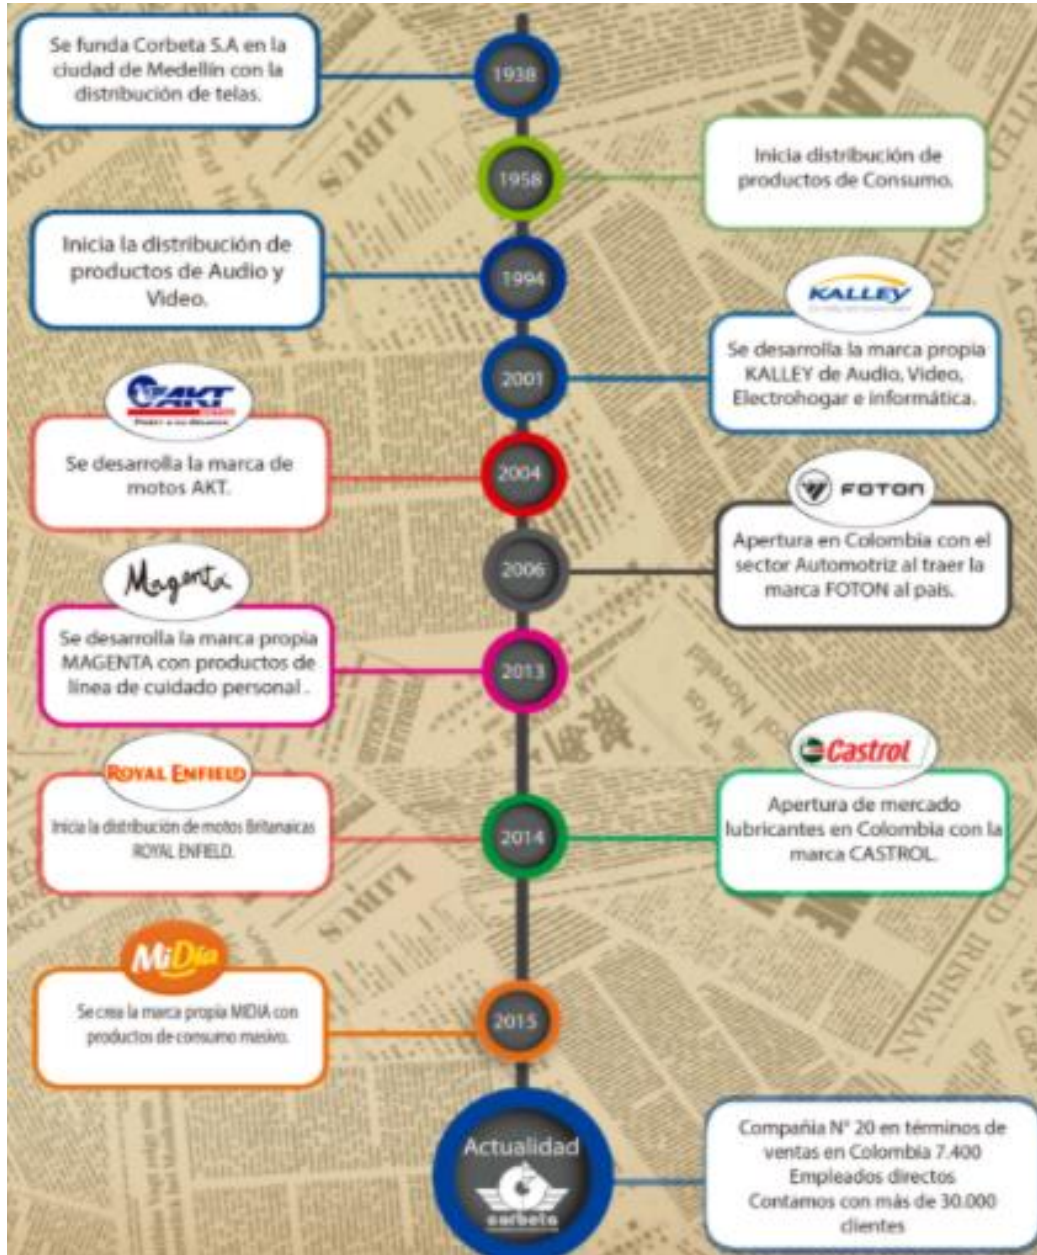 Se funda Corbeta S.A en la
ciudad de Medellín con la
distribución de telas.
1938
1958
Inicia distribución de
productos de Consumo.
Inicia la distribución de
productos de Audio y
Video.
1994
KALLEY
2001
Se desarrolla la marca propia
KALLEY de Audio, Video,
Electrohogar e informática.
AKT
Se desarrolla la marca de
motos AKT.
2004
FOTON
2006
Apertura en Colombia con el
sector Automotriz al traer la
marca FOTON al país.
Magenta
Se desarrolla la marca propia
MAGENTA con productos de
línea de cuidado personal .
2013
ROYAL ENFIELD
Inicia la distribución de motos Britanaicas
ROYAL ENFIELD.
2014
Castrol
Apertura de mercado
lubricantes en Colombia con la
marca CASTROL.
MiDía
Se crea la marca propia MIDIA con
productos de consumo masivo.
2015
Actualidad
corbeta
Compañia N° 20 en términos de
ventas en Colombia 7.400
Empleados directos
Contamos con más de 30.000
clientes